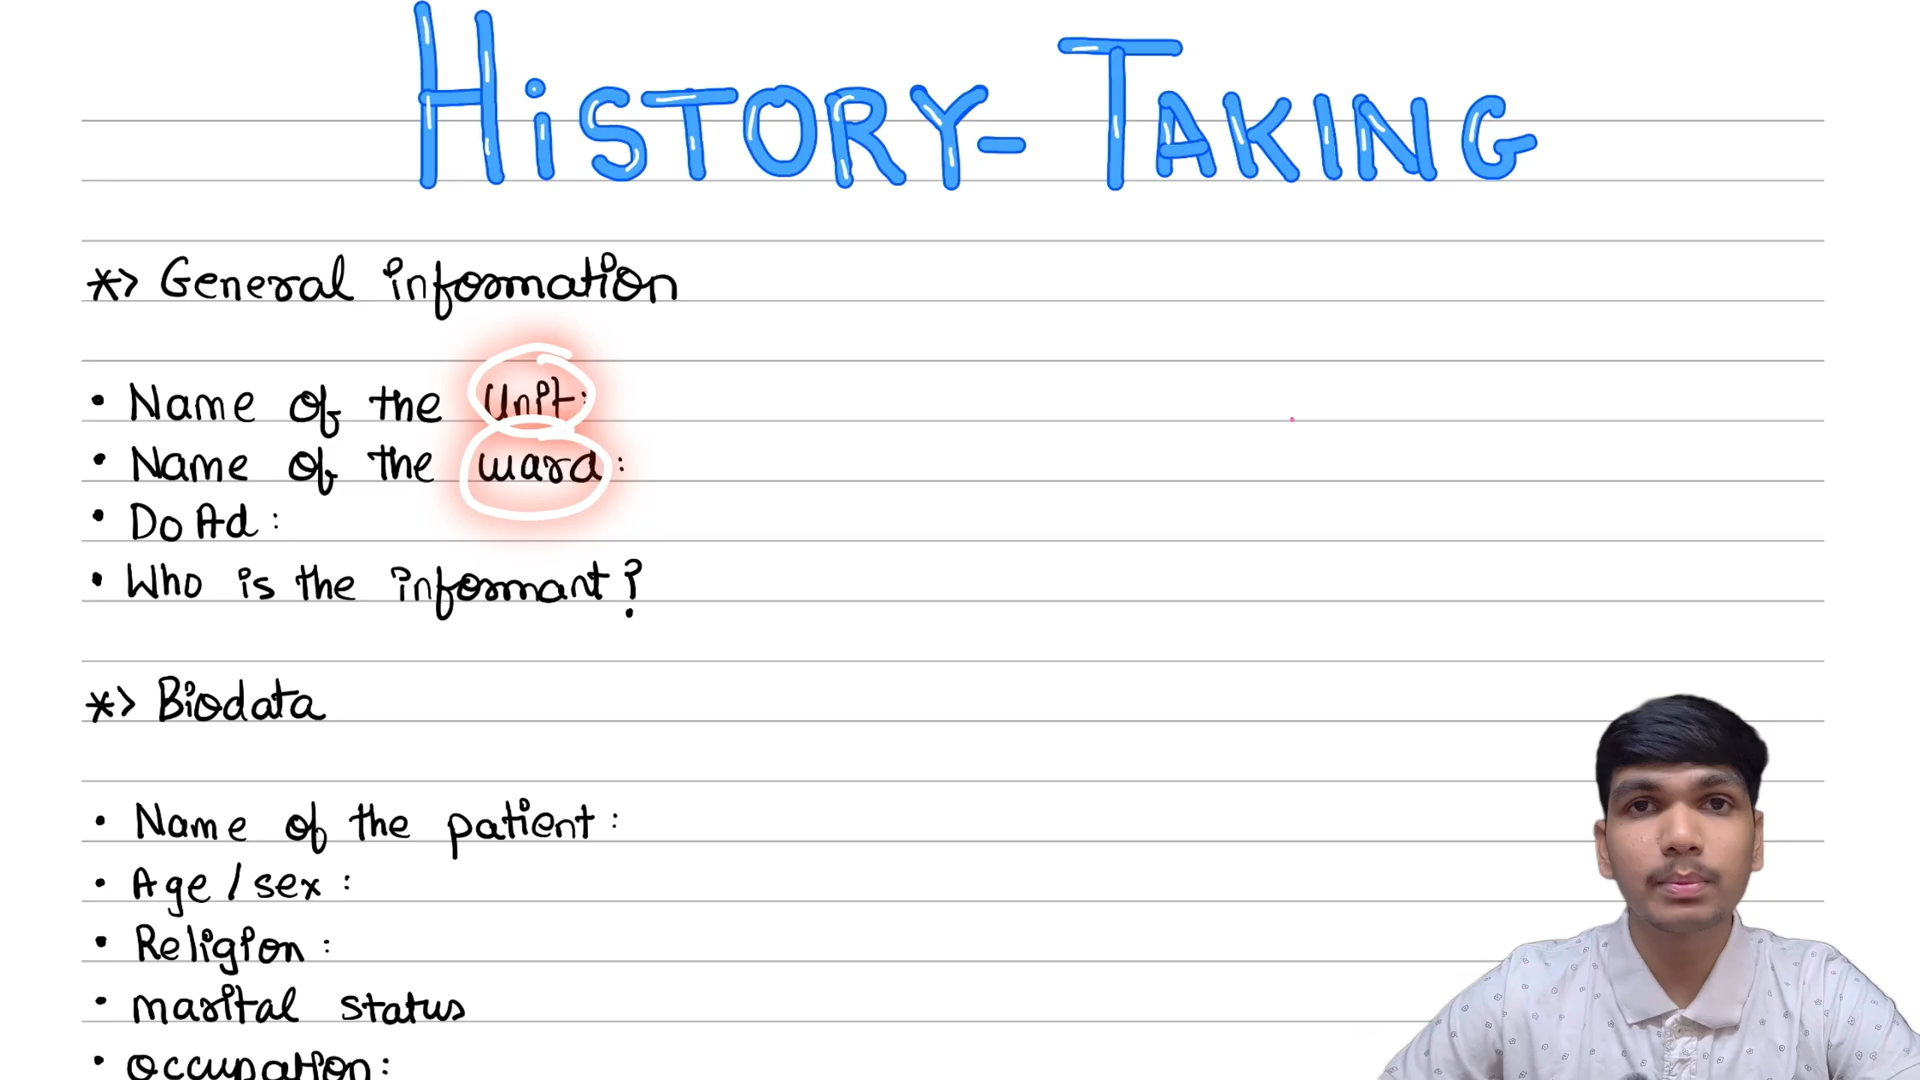 HiSTORY-TAKING
*> General information
• Name of the Unit:
• Name of the ward:
• DoAd:
• Who is the informant?
*> Biodata
• Name of the patient:
• Age/sex:
• Religion:
• marital status
• occupation: